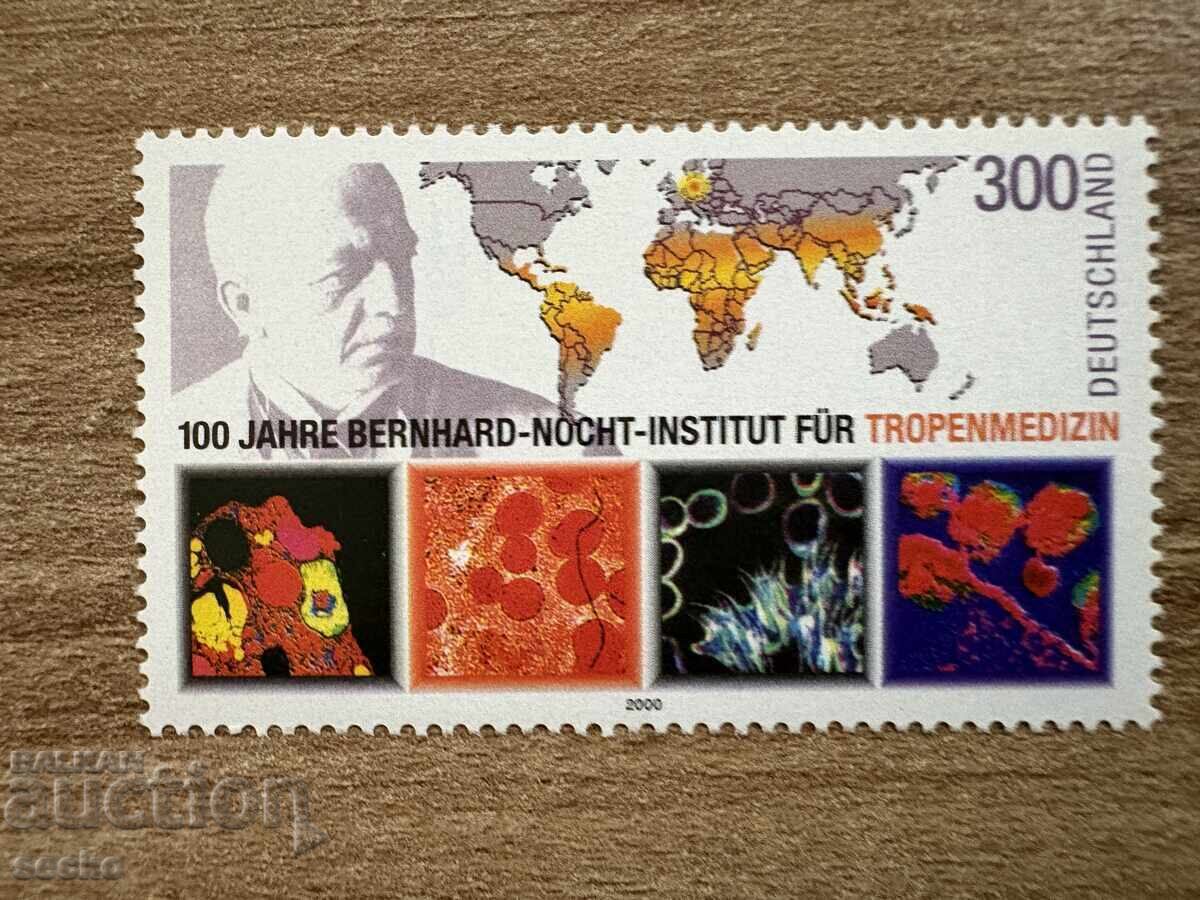 300
DEUTSCHLAND
100 JAHRE BERNHARD-NOCHT-INSTITUT FÜR TROPENMEDIZIN
2000
BALKAN
auction
secko